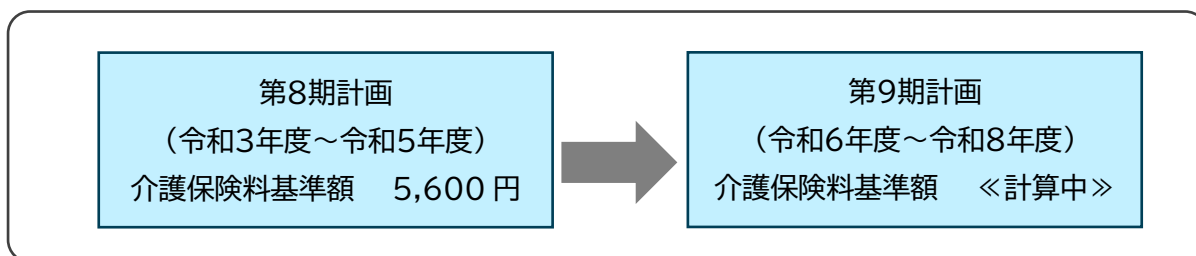 第8期計画
（令和3年度～令和5年度）
介護保険料基準額　5,600 円
第9期計画
（令和6年度～令和8年度）
介護保険料基準額　≪計算中≫